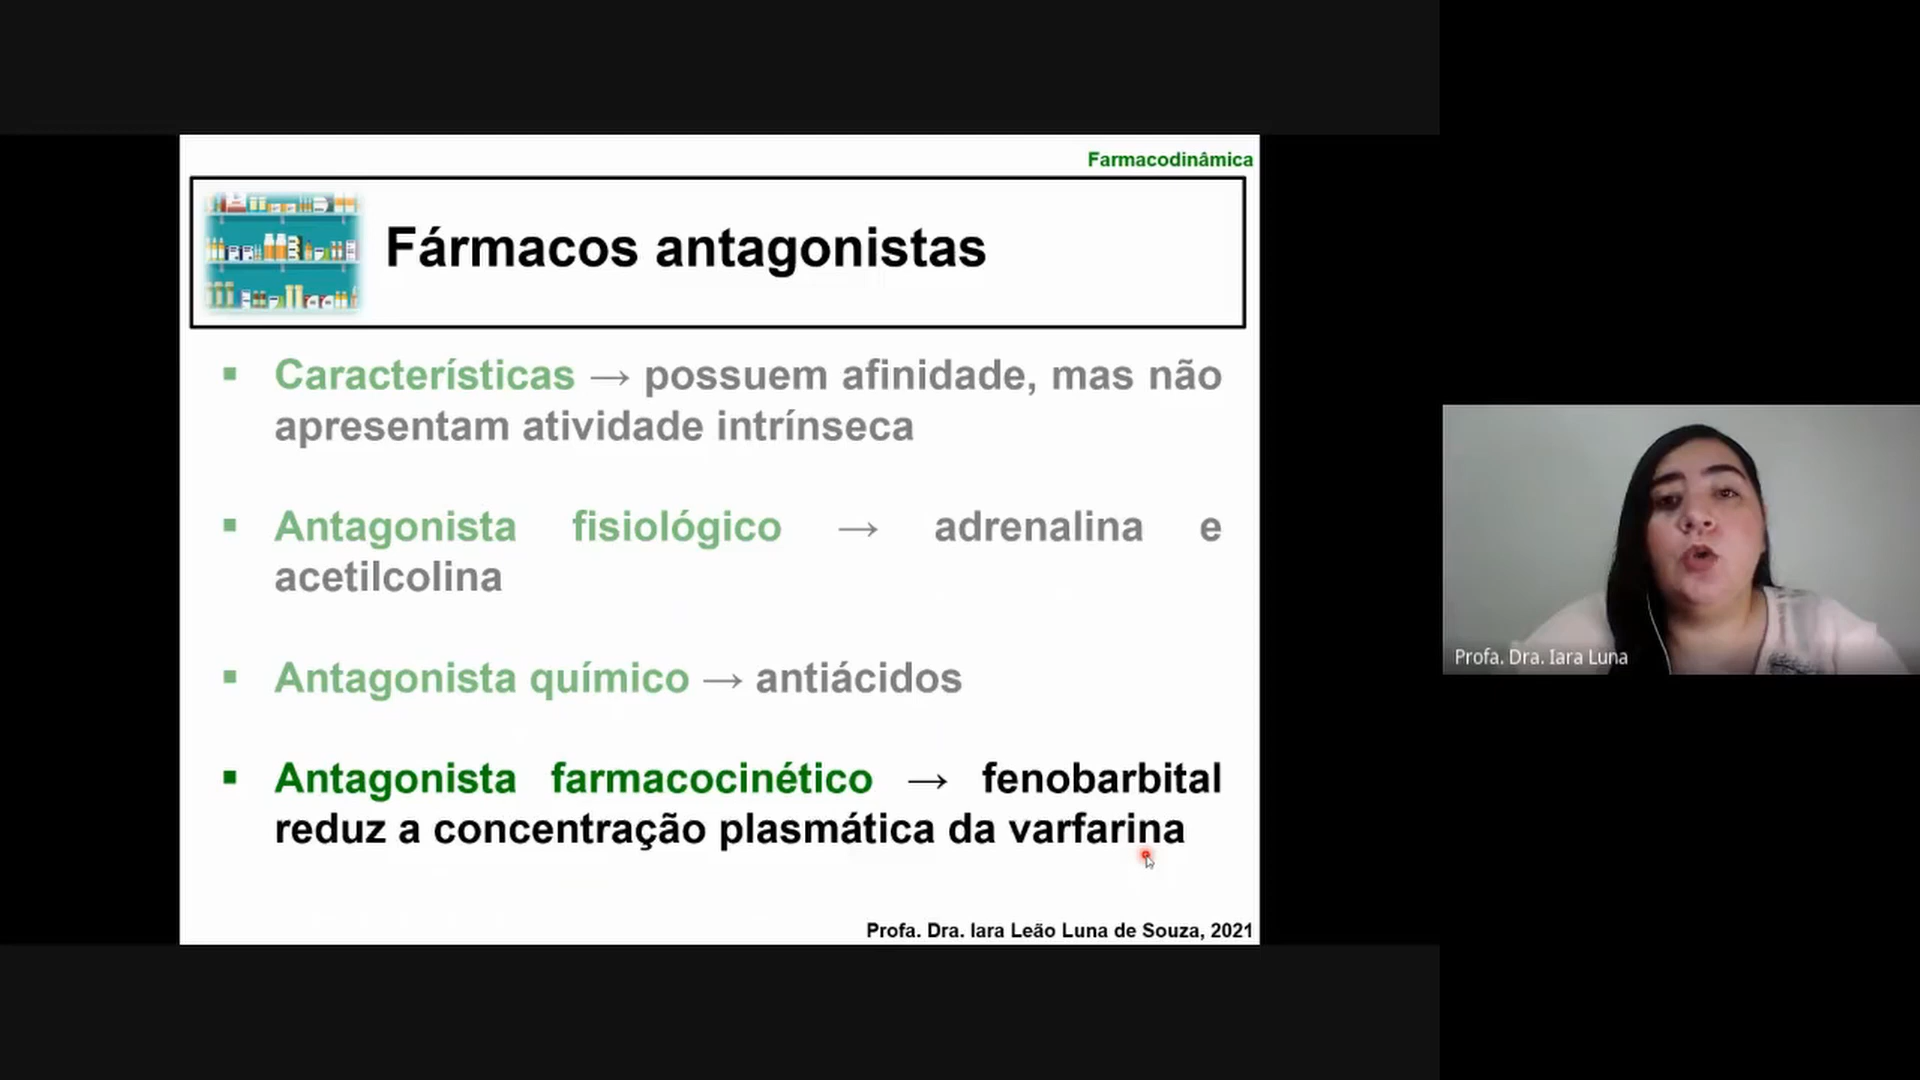 Farmacodinâmica
Fármacos antagonistas
▪ Características → possuem afinidade, mas não
apresentam atividade intrínseca
▪ Antagonista fisiológico → adrenalina e
acetilcolina
▪ Antagonista químico → antiácidos
▪ Antagonista farmacocinético → fenobarbital
reduz a concentração plasmática da varfarina
Profa. Dra. Iara Leão Luna de Souza, 2021
Profa. Dra. Iara Luna